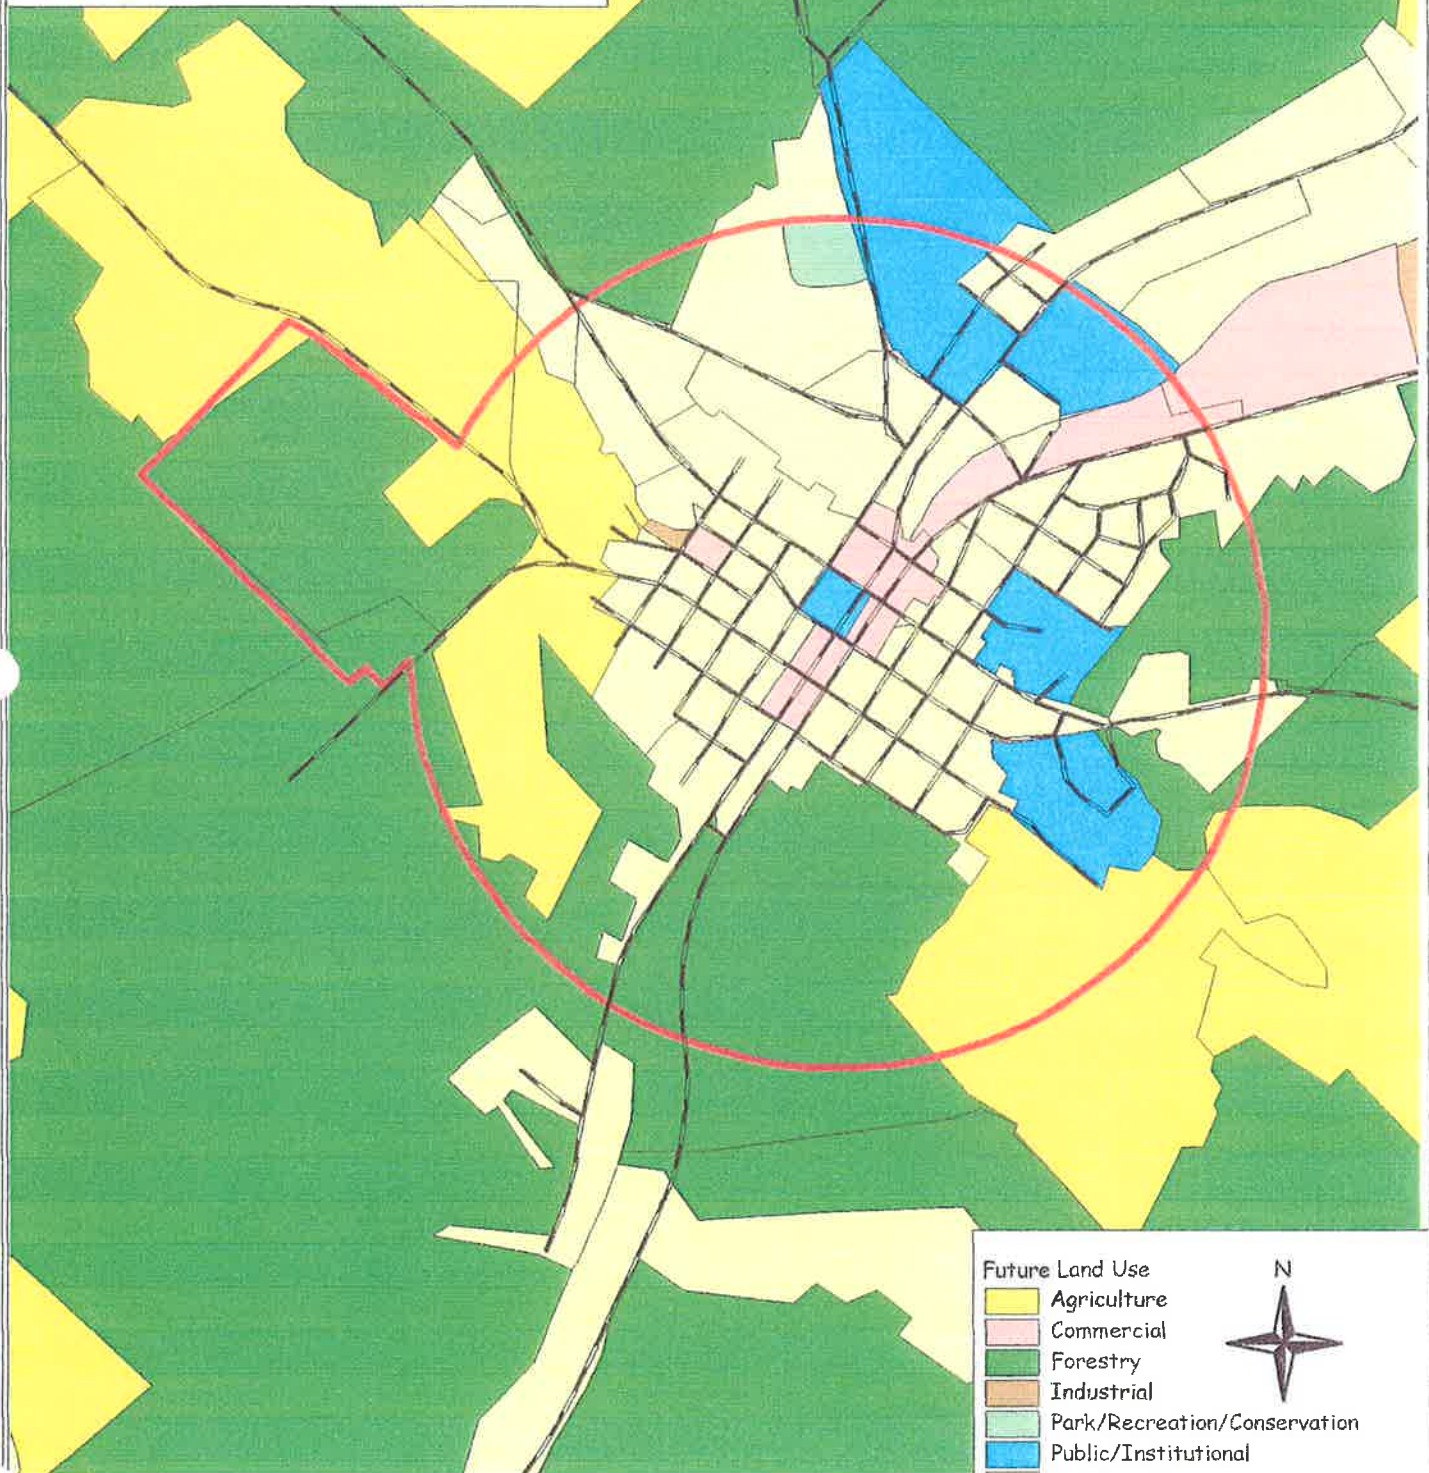 Future Land Use
N
Agriculture
Commercial
Forestry
Industrial
Park/Recreation/Conservation
Public/Institutional